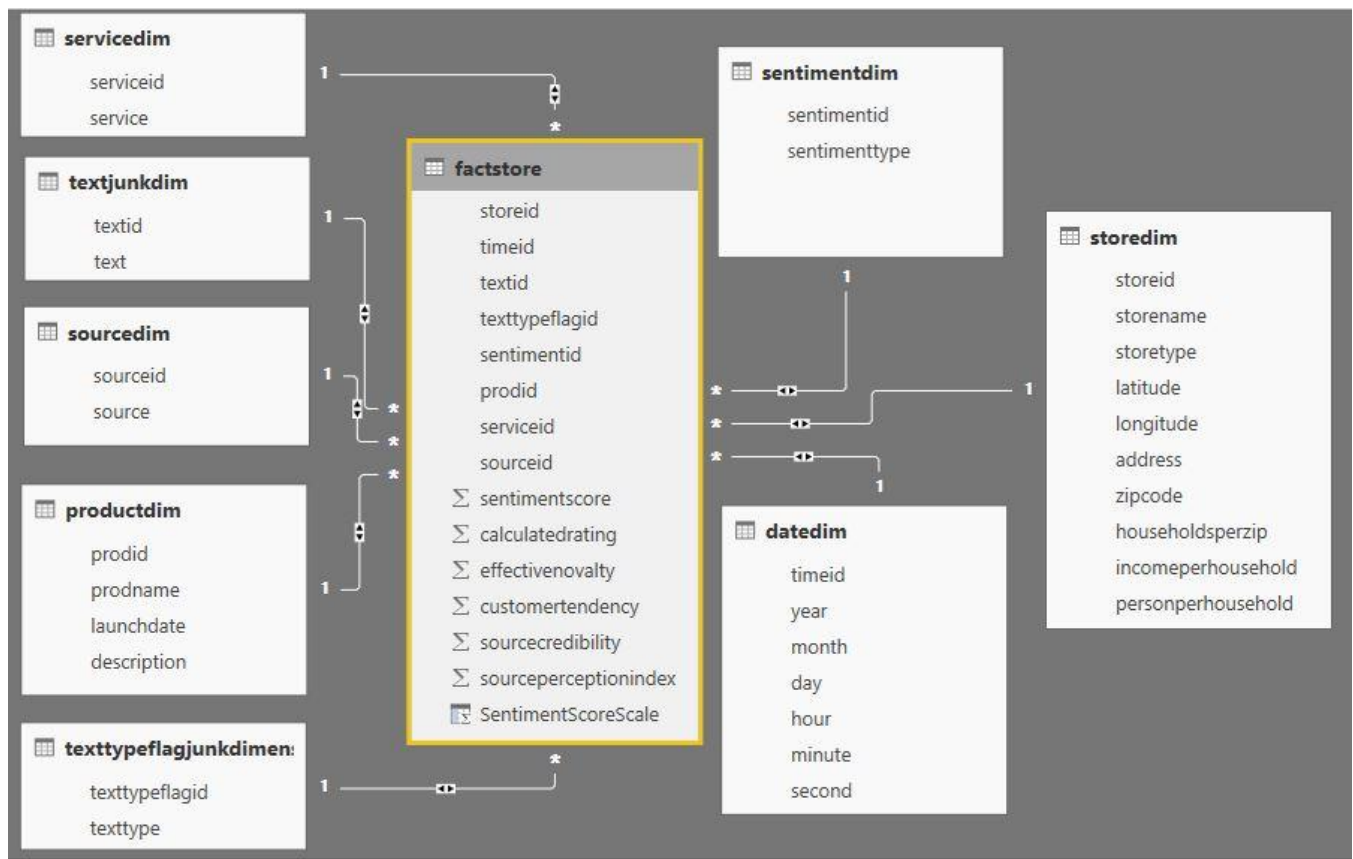 servicedim
serviceid
service
textjunkdim
textid
text
sourcedim
sourceid
source
productdim
prodid
prodname
launchdate
description
texttypeflagjunkdimen
texttypeflagid
texttype
1
*
1
1
*
*
*
1
1
*
factstore
storeid
timeid
textid
texttypeflagid
sentimentid
prodid
serviceid
sourceid
Σ sentimentscore
Σ calculatedrating
Σ effectivenovalty
Σ customertendency
Σ sourcecredibility
Σ sourceperceptionindex
SentimentScoreScale
sentimentdim
sentimentid
sentimenttype
1
*
*
1
*
1
datedim
timeid
year
month
day
hour
minute
second
storedim
storeid
storename
storetype
latitude
longitude
address
zipcode
householdsperzip
incomeperhousehold
personperhousehold